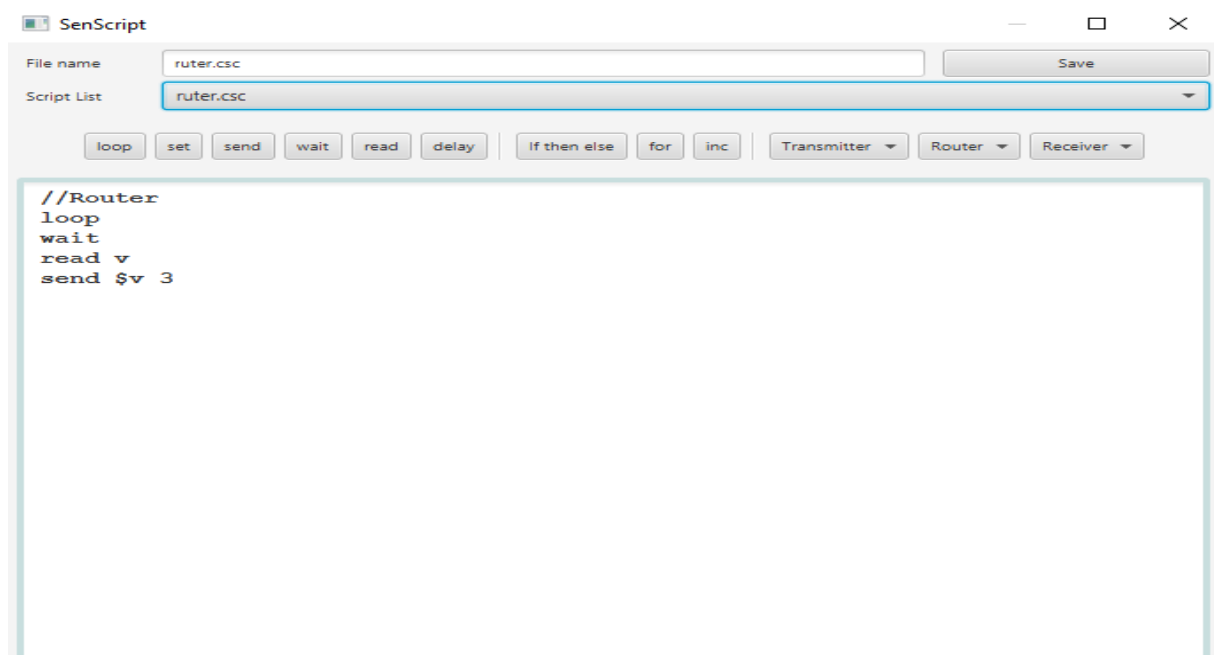 SenScript
File name ruter.csc Save
Script List ruter.csc
loop set send wait read delay If then else for inc Transmitter Router Receiver
//Router
loop
wait
read v
send $v 3